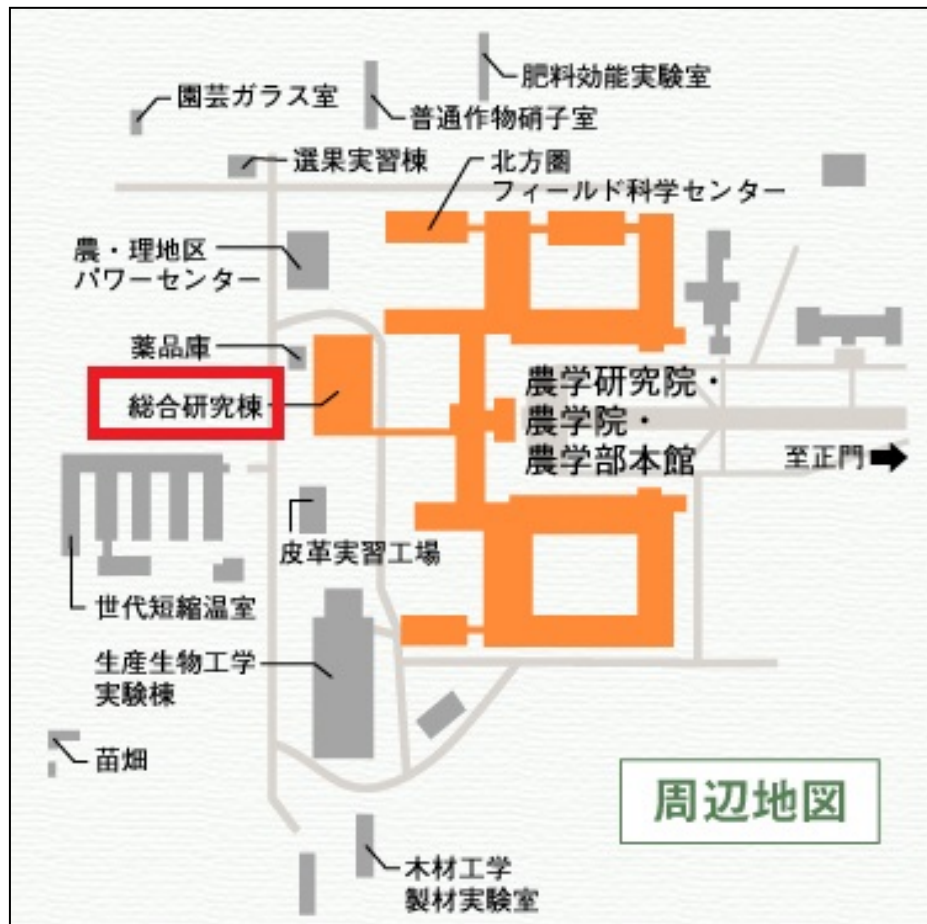 肥料効能実験室
園芸ガラス室
普通作物硝子室
選果実習棟
北方圏
フィールド科学センター
農・理地区
パワーセンター
薬品庫
総合研究棟
農学研究院・
農学院・
農学部本館
至正門
皮革実習工場
世代短縮温室
生産生物工学
実験棟
苗畑
周辺地図
木材工学
製材実験室